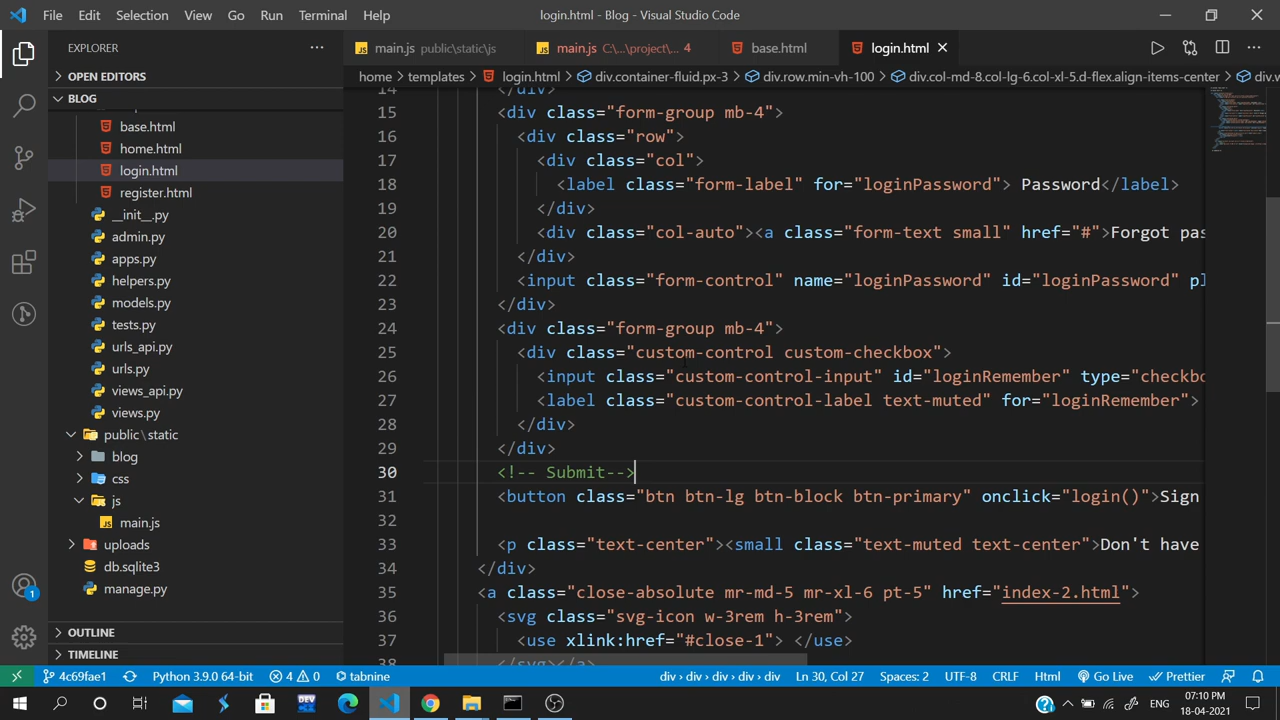 File Edit Selection View Go Run Terminal Help
login.html - Blog - Visual Studio Code
EXPLORER
main.js public\static\js
main.js C:\...\project\... 4
base.html
login.html
home > templates > login.html > div.container-fluid.px-3 > div.row.min-vh-100 > div.col-md-8.col-lg-6.col-xl-5.d-flex.align-items-center > div.w
OPEN EDITORS
BLOG
base.html
home.html
login.html
register.html
__init__.py
admin.py
apps.py
helpers.py
models.py
tests.py
urls_api.py
urls.py
views_api.py
views.py
public\static
blog
css
js
main.js
uploads
db.sqlite3
manage.py
OUTLINE
TIMELINE
1
14 </div>
15 <div class="form-group mb-4">
16 <div class="row">
17 <div class="col">
18 <label class="form-label" for="loginPassword"> Password</label>
19 </div>
20 <div class="col-auto"><a class="form-text small" href="#">Forgot pas
21 </div>
22 <input class="form-control" name="loginPassword" id="loginPassword" pl
23 </div>
24 <div class="form-group mb-4">
25 <div class="custom-control custom-checkbox">
26 <input class="custom-control-input" id="loginRemember" type="checkbo
27 <label class="custom-control-label text-muted" for="loginRemember">
28 </div>
29 </div>
30 <!-- Submit-->
31 <button class="btn btn-lg btn-block btn-primary" onclick="login()">Sign
32
33 <p class="text-center"><small class="text-muted text-center">Don't have
34 </div>
35 <a class="close-absolute mr-md-5 mr-xl-6 pt-5" href="index-2.html">
36 <svg class="svg-icon w-3rem h-3rem">
37 <use xlink:href="#close-1"> </use>
38 </svg></a>
4c69fae1 Python 3.9.0 64-bit 4 0 tabnine div > div > div > div > div Ln 30, Col 27 Spaces: 2 UTF-8 CRLF Html Go Live Prettier
ENG
07:10 PM
18-04-2021